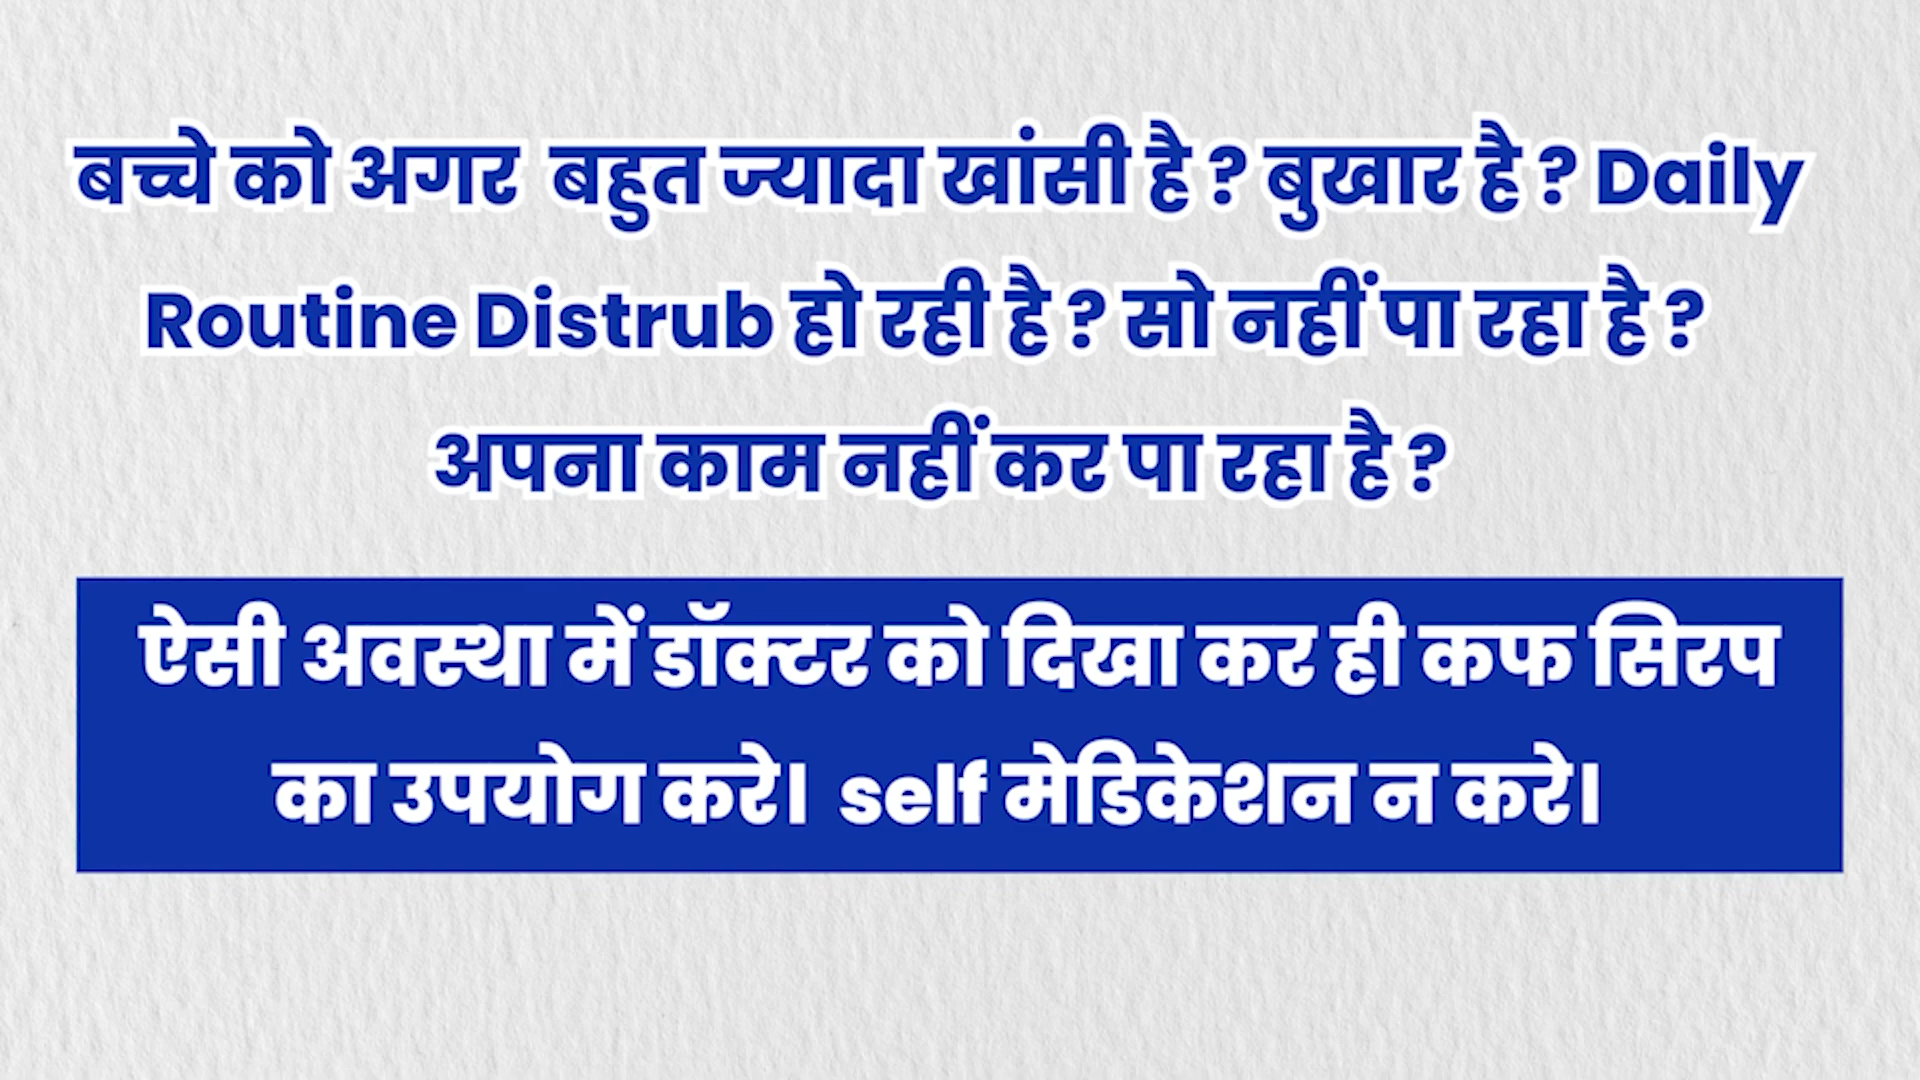 बच्चे को अगर बहुत ज्यादा खांसी है ? बुखार है ? Daily
Routine Distrub हो रही है ? सो नहीं पा रहा है ?
अपना काम नहीं कर पा रहा है ?
ऐसी अवस्था में डॉक्टर को दिखा कर ही कफ सिरप
का उपयोग करे। self मेडिकेशन न करे।